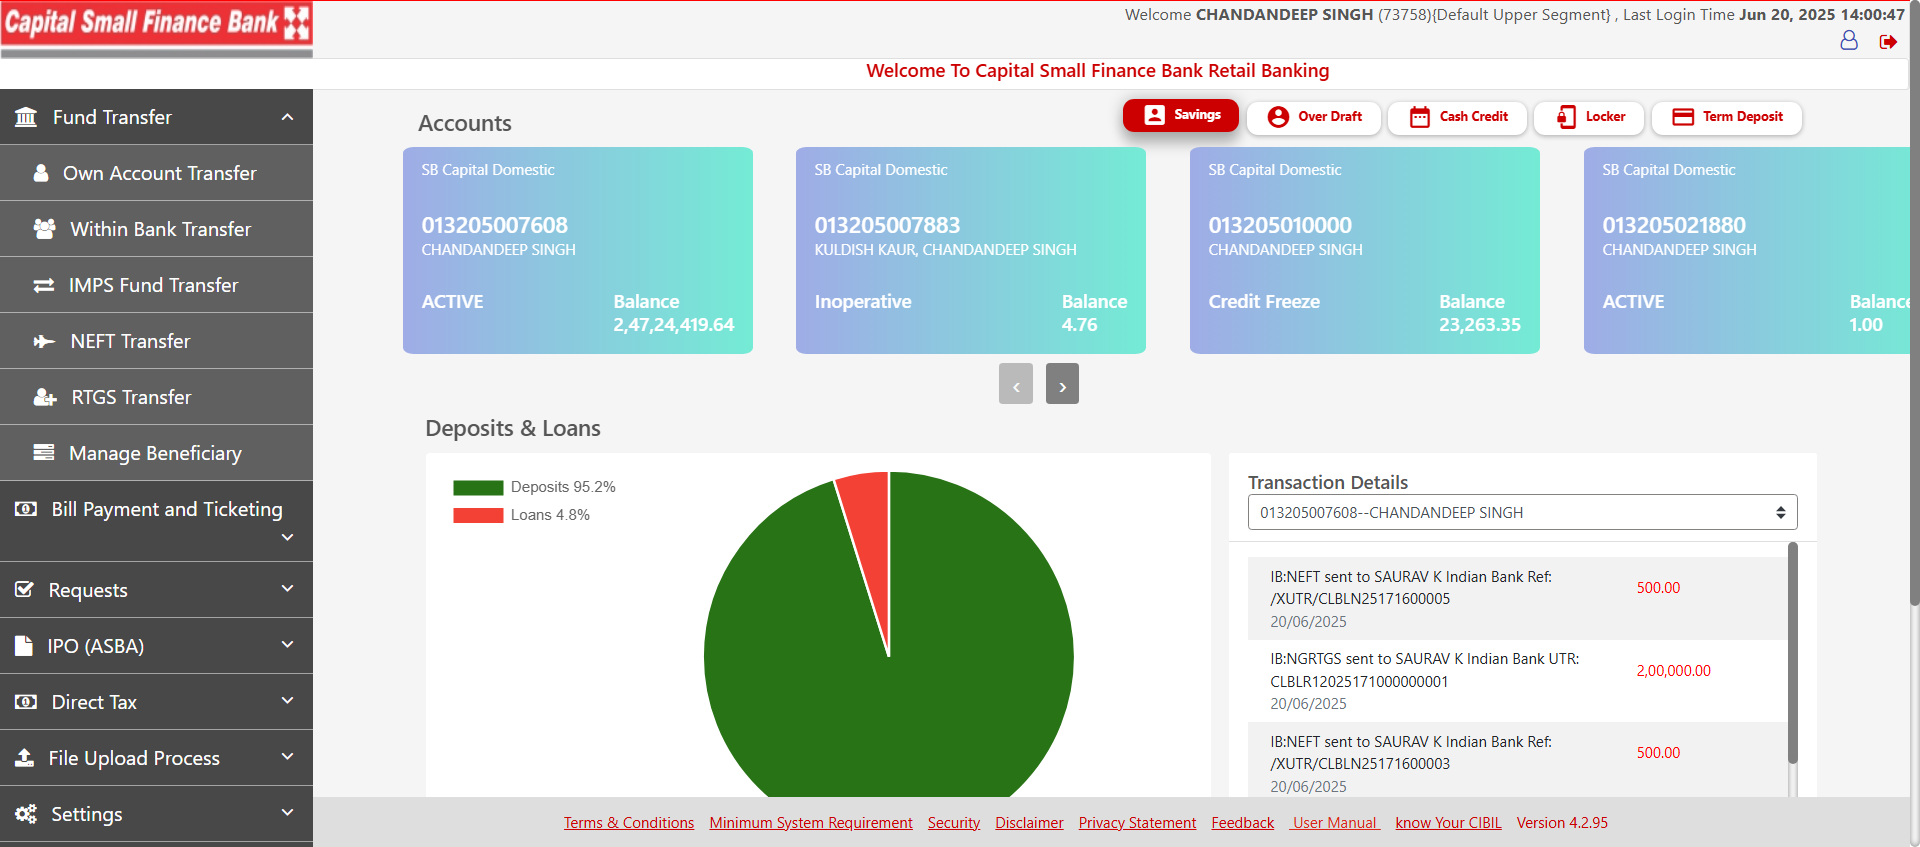 Capital Small Finance Bank
Welcome CHANDANDEEP SINGH (73758){Default Upper Segment} , Last Login Time Jun 20, 2025 14:00:47
Welcome To Capital Small Finance Bank Retail Banking
Fund Transfer
Own Account Transfer
Within Bank Transfer
IMPS Fund Transfer
NEFT Transfer
RTGS Transfer
Manage Beneficiary
Bill Payment and Ticketing
Requests
IPO (ASBA)
Direct Tax
File Upload Process
Settings
Accounts
Savings
Over Draft
Cash Credit
Locker
Term Deposit
SB Capital Domestic
013205007608
CHANDANDEEP SINGH
ACTIVE
Balance
2,47,24,419.64
SB Capital Domestic
013205007883
KULDISH KAUR, CHANDANDEEP SINGH
Inoperative
Balance
4.76
SB Capital Domestic
013205010000
CHANDANDEEP SINGH
Credit Freeze
Balance
23,263.35
SB Capital Domestic
013205021880
CHANDANDEEP SINGH
ACTIVE
Balance
1.00
‹ ›
Deposits & Loans
Deposits 95.2%
Loans 4.8%
Transaction Details
013205007608--CHANDANDEEP SINGH
IB:NEFT sent to SAURAV K Indian Bank Ref:
/XUTR/CLBLN25171600005
500.00
20/06/2025
IB:NGRTGS sent to SAURAV K Indian Bank UTR:
CLBLR12025171000000001
2,00,000.00
20/06/2025
IB:NEFT sent to SAURAV K Indian Bank Ref:
/XUTR/CLBLN25171600003
500.00
20/06/2025
Terms & Conditions Minimum System Requirement Security Disclaimer Privacy Statement Feedback User Manual know Your CIBIL Version 4.2.95